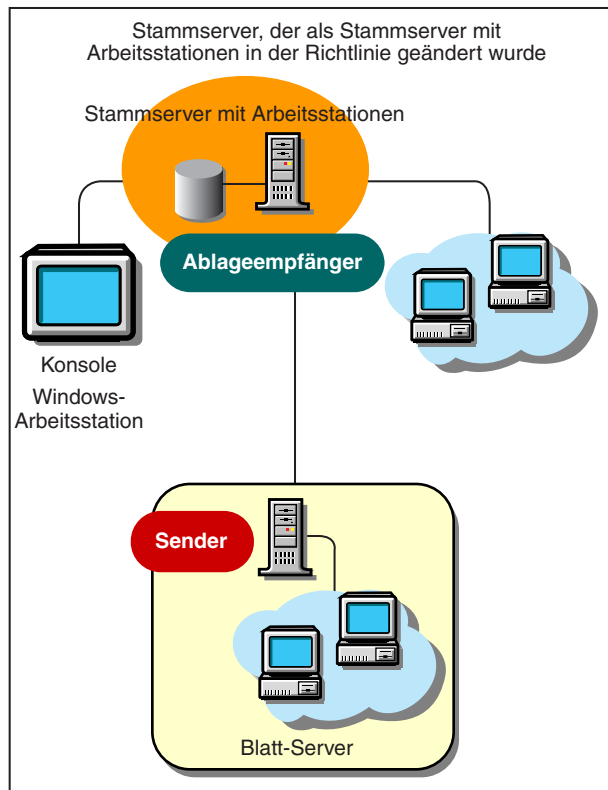 Stammserver, der als Stammserver mit
Arbeitsstationen in der Richtlinie geändert wurde
Stammserver mit Arbeitsstationen
Ablageempfänger
Konsole
Windows-
Arbeitsstation
Sender
Blatt-Server